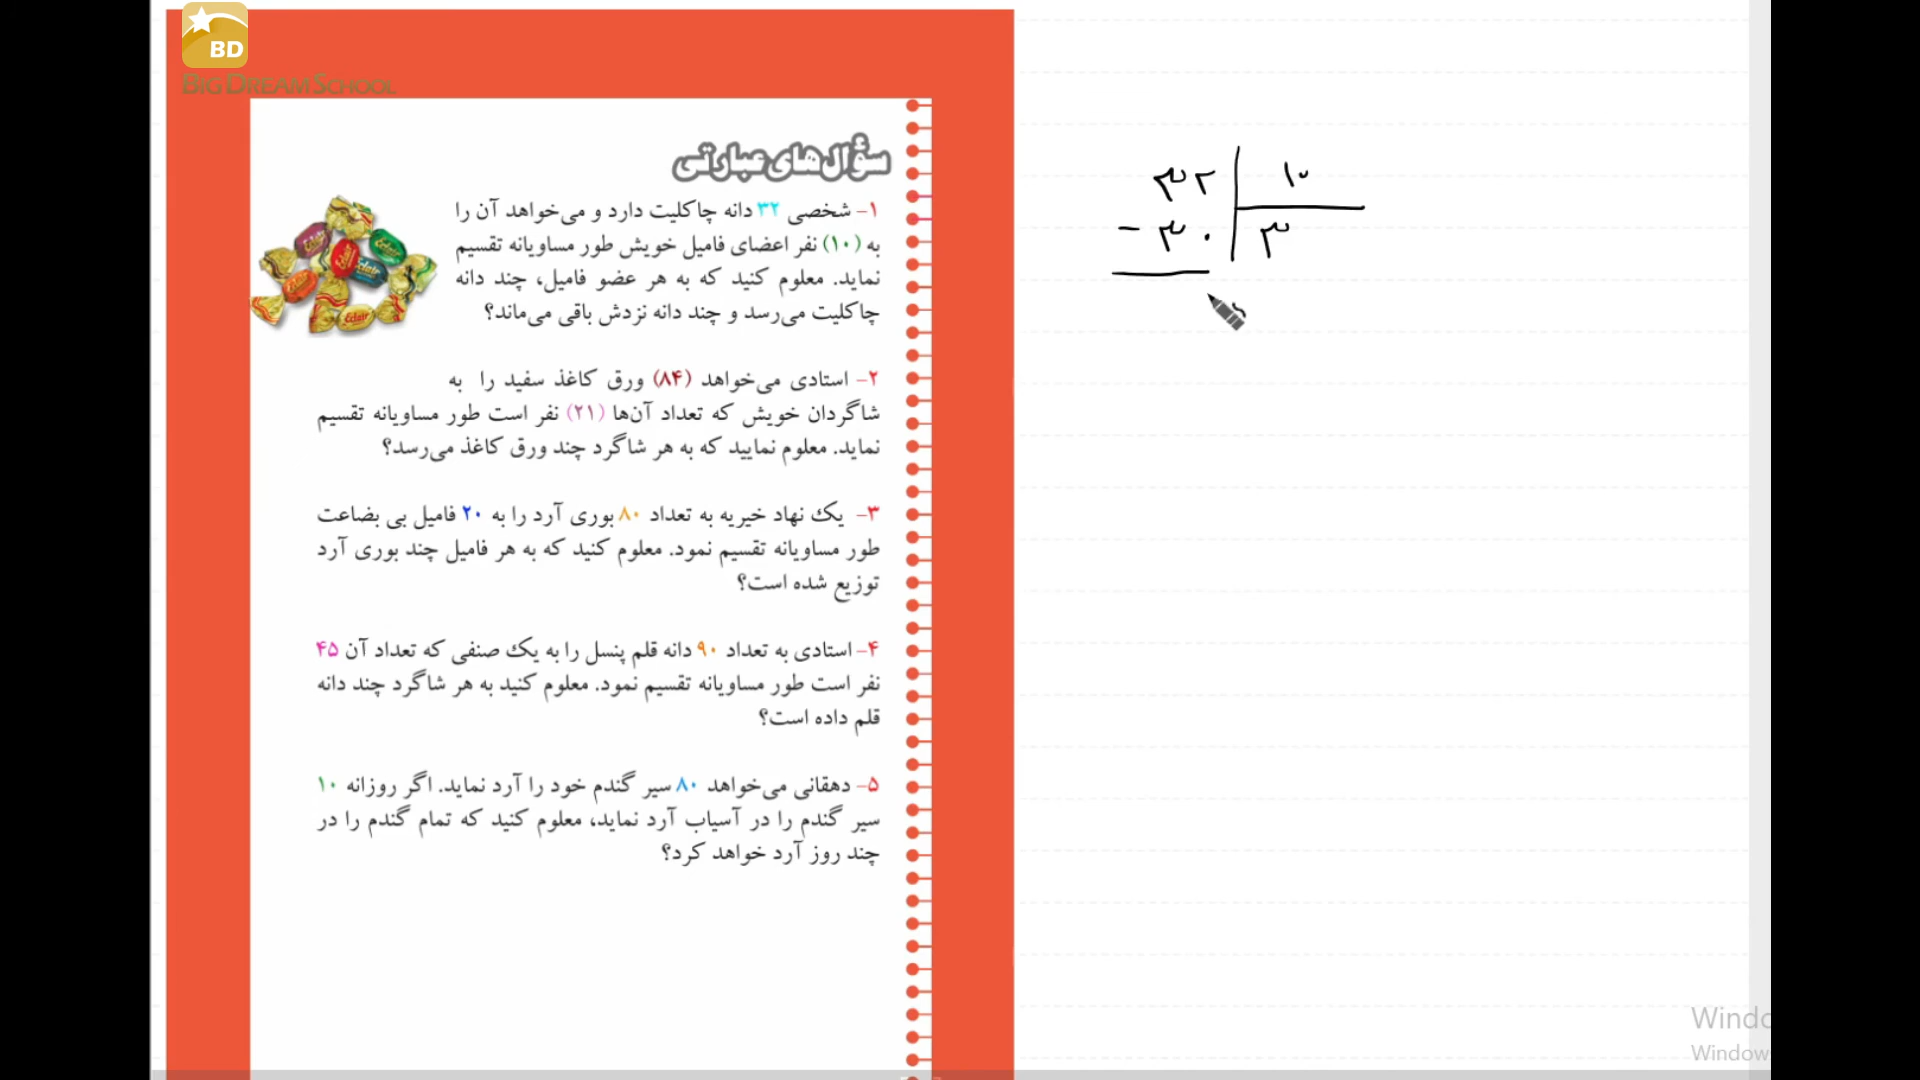 BD
BIG DREAM SCHOOL
سؤال‌های عبارتی
۱- شخصی ۳۲ دانه چاکلیت دارد و می‌خواهد آن را
به (۱۰) نفر اعضای فامیل خویش طور مساویانه تقسیم
نماید. معلوم کنید که به هر عضو فامیل، چند دانه
چاکلیت می‌رسد و چند دانه نزدش باقی می‌ماند؟
۲- استادی می‌خواهد (۸۴) ورق کاغذ سفید را به
شاگردان خویش که تعداد آن‌ها (۲۱) نفر است طور مساویانه تقسیم
نماید. معلوم نمایید که به هر شاگرد چند ورق کاغذ می‌رسد؟
۳- یک نهاد خیریه به تعداد ۸۰ بوری آرد را به ۲۰ فامیل بی بضاعت
طور مساویانه تقسیم نمود. معلوم کنید که به هر فامیل چند بوری آرد
توزیع شده است؟
۴- استادی به تعداد ۹۰ دانه قلم پنسل را به یک صنفی که تعداد آن ۴۵
نفر است طور مساویانه تقسیم نمود. معلوم کنید به هر شاگرد چند دانه
قلم داده است؟
۵- دهقانی می‌خواهد ۸۰ سیر گندم خود را آرد نماید. اگر روزانه ۱۰
سیر گندم را در آسیاب آرد نماید، معلوم کنید که تمام گندم را در
چند روز آرد خواهد کرد؟
۳۲ | ۱۰
- ۳۰ | ۳
Windo
Window